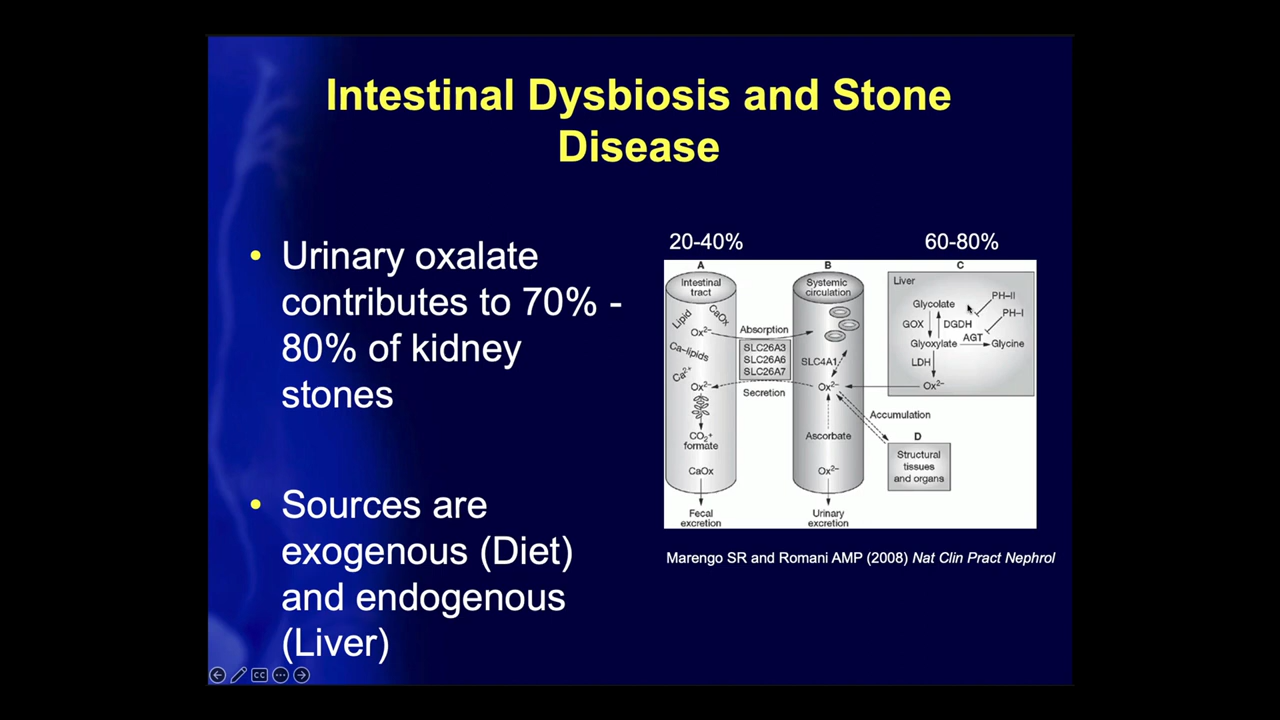 Intestinal Dysbiosis and Stone
Disease
• Urinary oxalate
contributes to 70% -
80% of kidney
stones
• Sources are
exogenous (Diet)
and endogenous
(Liver)
20-40%
60-80%
A
Intestinal
tract
Lipid
CaOx
Ox2–
Ca–lipids
Ca2+
Ox2–
CO2+
formate
CaOx
Fecal
excretion
Absorption
SLC26A3
SLC26A6
SLC26A7
Secretion
B
Systemic
circulation
SLC4A1
Ox2–
Ascorbate
Ox2–
Urinary
excretion
C
Liver
Glycolate
PH–II
PH–I
GOX
DGDH
AGT
Glyoxylate
Glycine
LDH
Ox2–
Accumulation
D
Structural
tissues
and organs
Marengo SR and Romani AMP (2008) Nat Clin Pract Nephrol
CC